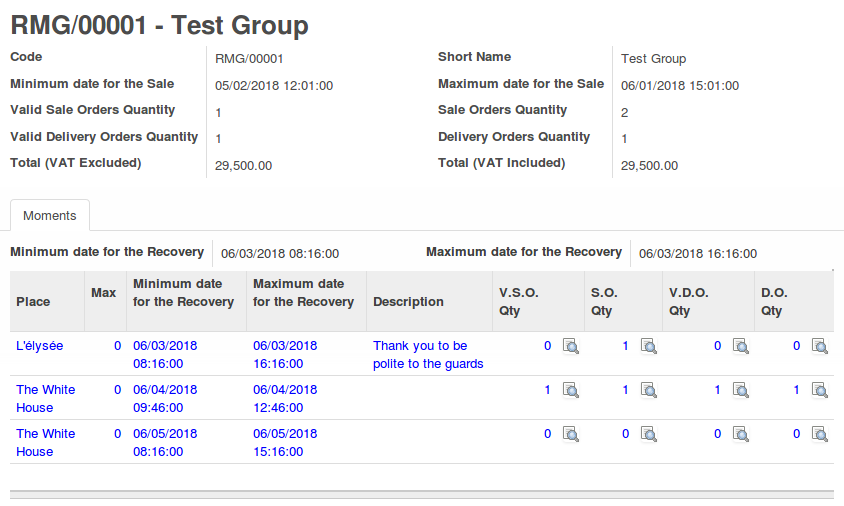 RMG/00001 - Test Group
Code RMG/00001 Short Name Test Group
Minimum date for the Sale 05/02/2018 12:01:00 Maximum date for the Sale 06/01/2018 15:01:00
Valid Sale Orders Quantity 1 Sale Orders Quantity 2
Valid Delivery Orders Quantity 1 Delivery Orders Quantity 1
Total (VAT Excluded) 29,500.00 Total (VAT Included) 29,500.00
Moments
Minimum date for the Recovery 06/03/2018 08:16:00 Maximum date for the Recovery 06/03/2018 16:16:00
Place Max Minimum date for the Recovery Maximum date for the Recovery Description V.S.O. Qty S.O. Qty V.D.O. Qty D.O. Qty
L'élysée 0 06/03/2018 06/03/2018 Thank you to be 0 1 0 0
08:16:00 16:16:00 polite to the guards
The White 0 06/04/2018 06/04/2018 1 1 1 1
House 09:46:00 12:46:00
The White 0 06/05/2018 06/05/2018 0 0 0 0
House 08:16:00 15:16:00